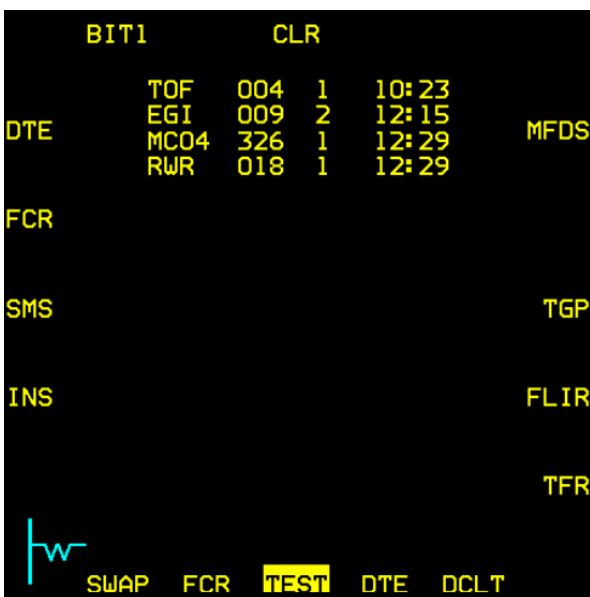 BIT1 CLR
TOF 004 1 10:23
EGI 009 2 12:15
DTE MFDS
MCO4 326 1 12:29
RWR 018 1 12:29
FCR
SMS TGP
INS FLIR
TFR
W
SWAP FCR TEST DTE DCLT